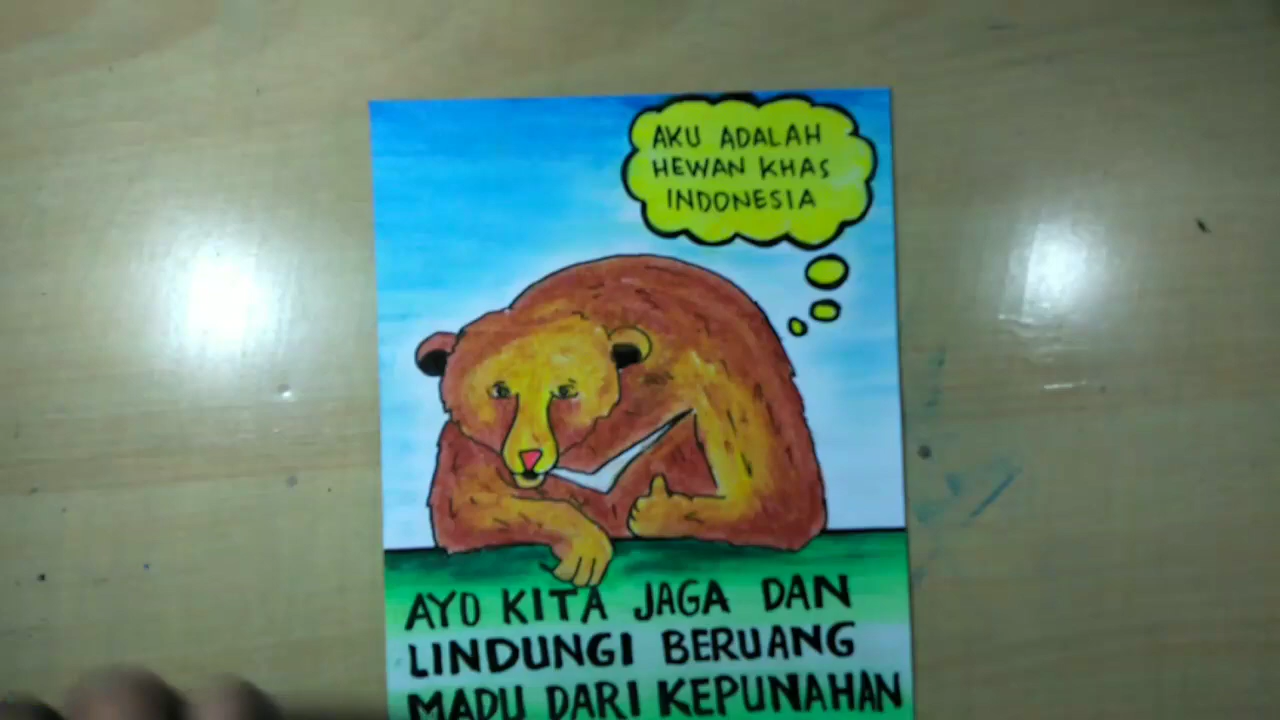 AKU ADALAH
HEWAN KHAS
INDONESIA
AYO KITA JAGA DAN
LINDUNGI BERUANG
MADU DARI KEPUNAHAN